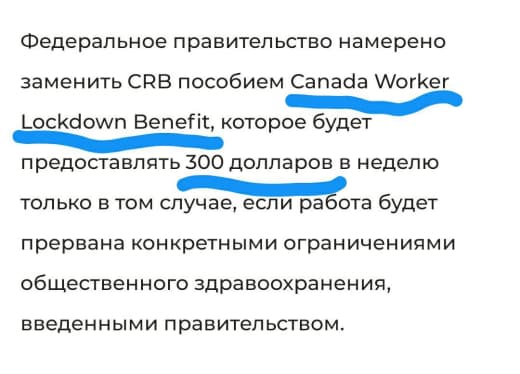 Федеральное правительство намерено
заменить CRB пособием Canada Worker
Lockdown Benefit, которое будет
предоставлять 300 долларов в неделю
только в том случае, если работа будет
прервана конкретными ограничениями
общественного здравоохранения,
введенными правительством.